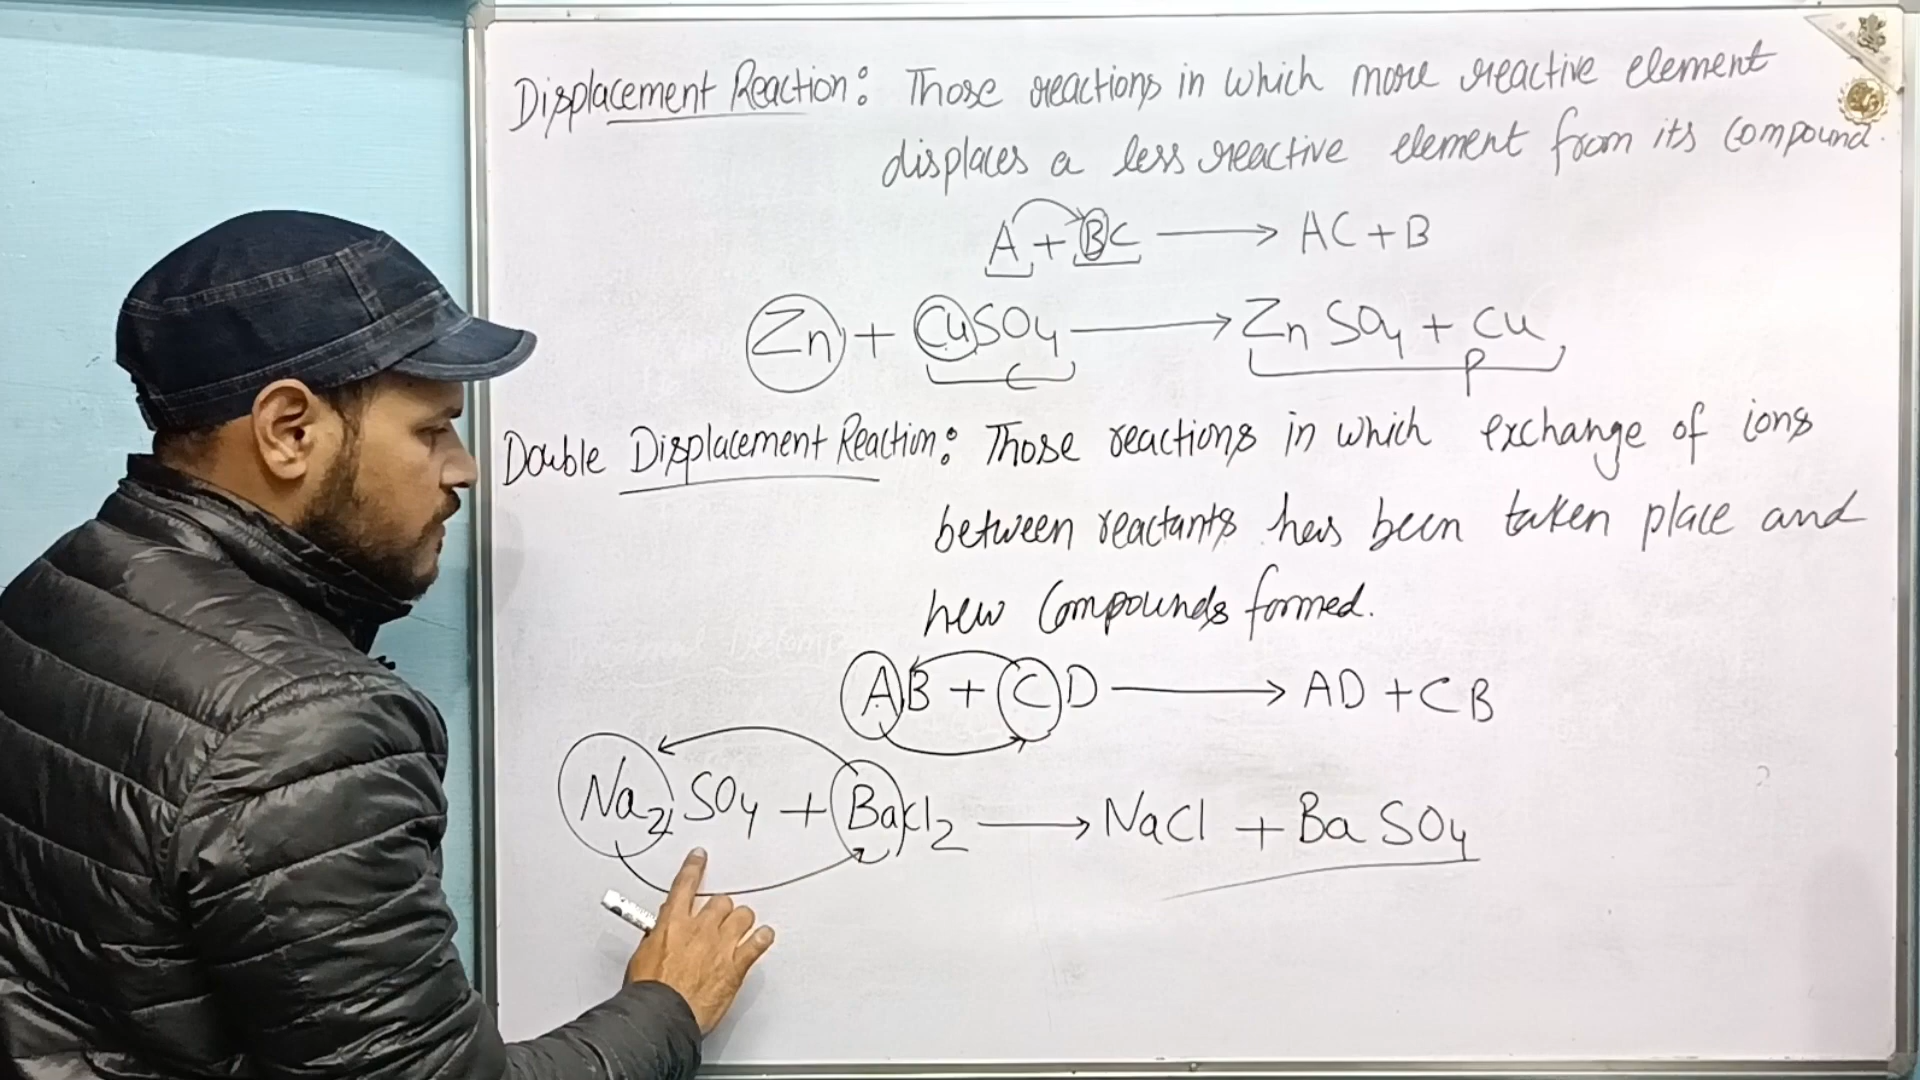 Displacement Reaction: Those reactions in which more reactive element
displaces a less reactive element from its compound.
A + BC → AC + B
Zn + CuSO4 → ZnSO4 + Cu
C P
Double Displacement Reaction: Those reactions in which exchange of ions
between reactants has been taken place and
new compounds formed.
AB + CD → AD + CB
Na2SO4 + BaCl2 → NaCl + BaSO4